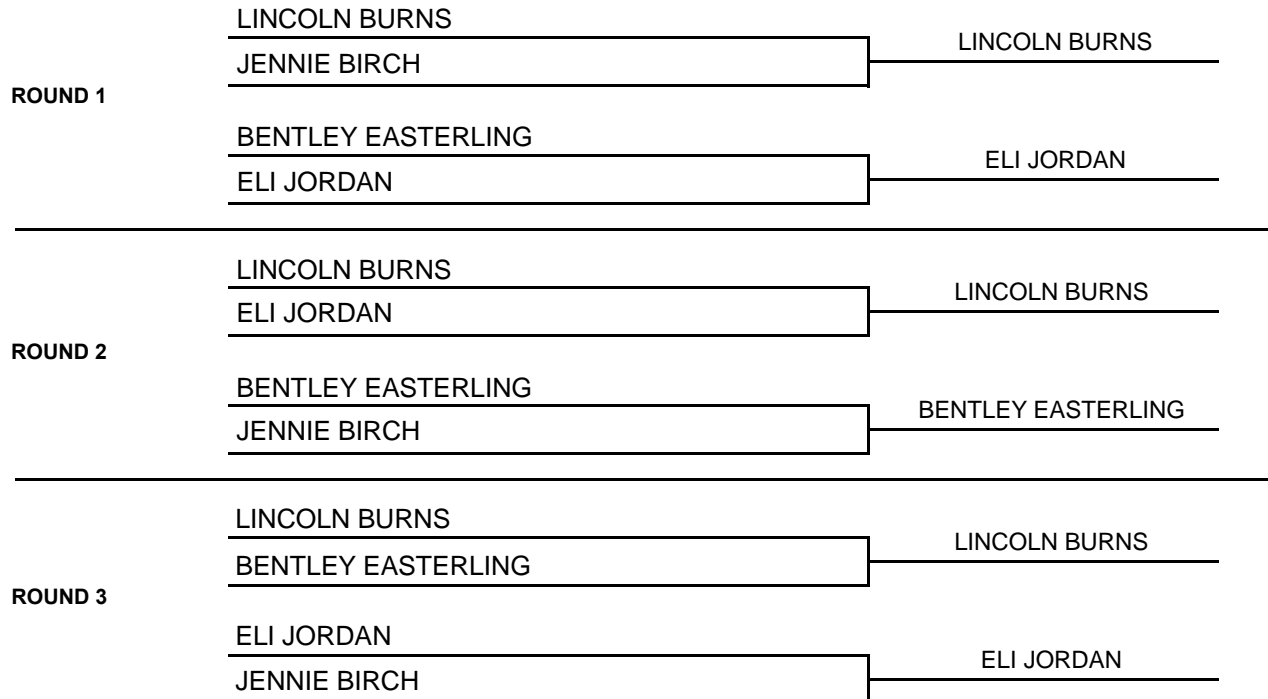 LINCOLN BURNS
LINCOLN BURNS
JENNIE BIRCH
ROUND 1
BENTLEY EASTERLING
ELI JORDAN
ELI JORDAN
LINCOLN BURNS
LINCOLN BURNS
ELI JORDAN
ROUND 2
BENTLEY EASTERLING
BENTLEY EASTERLING
JENNIE BIRCH
LINCOLN BURNS
LINCOLN BURNS
BENTLEY EASTERLING
ROUND 3
ELI JORDAN
ELI JORDAN
JENNIE BIRCH